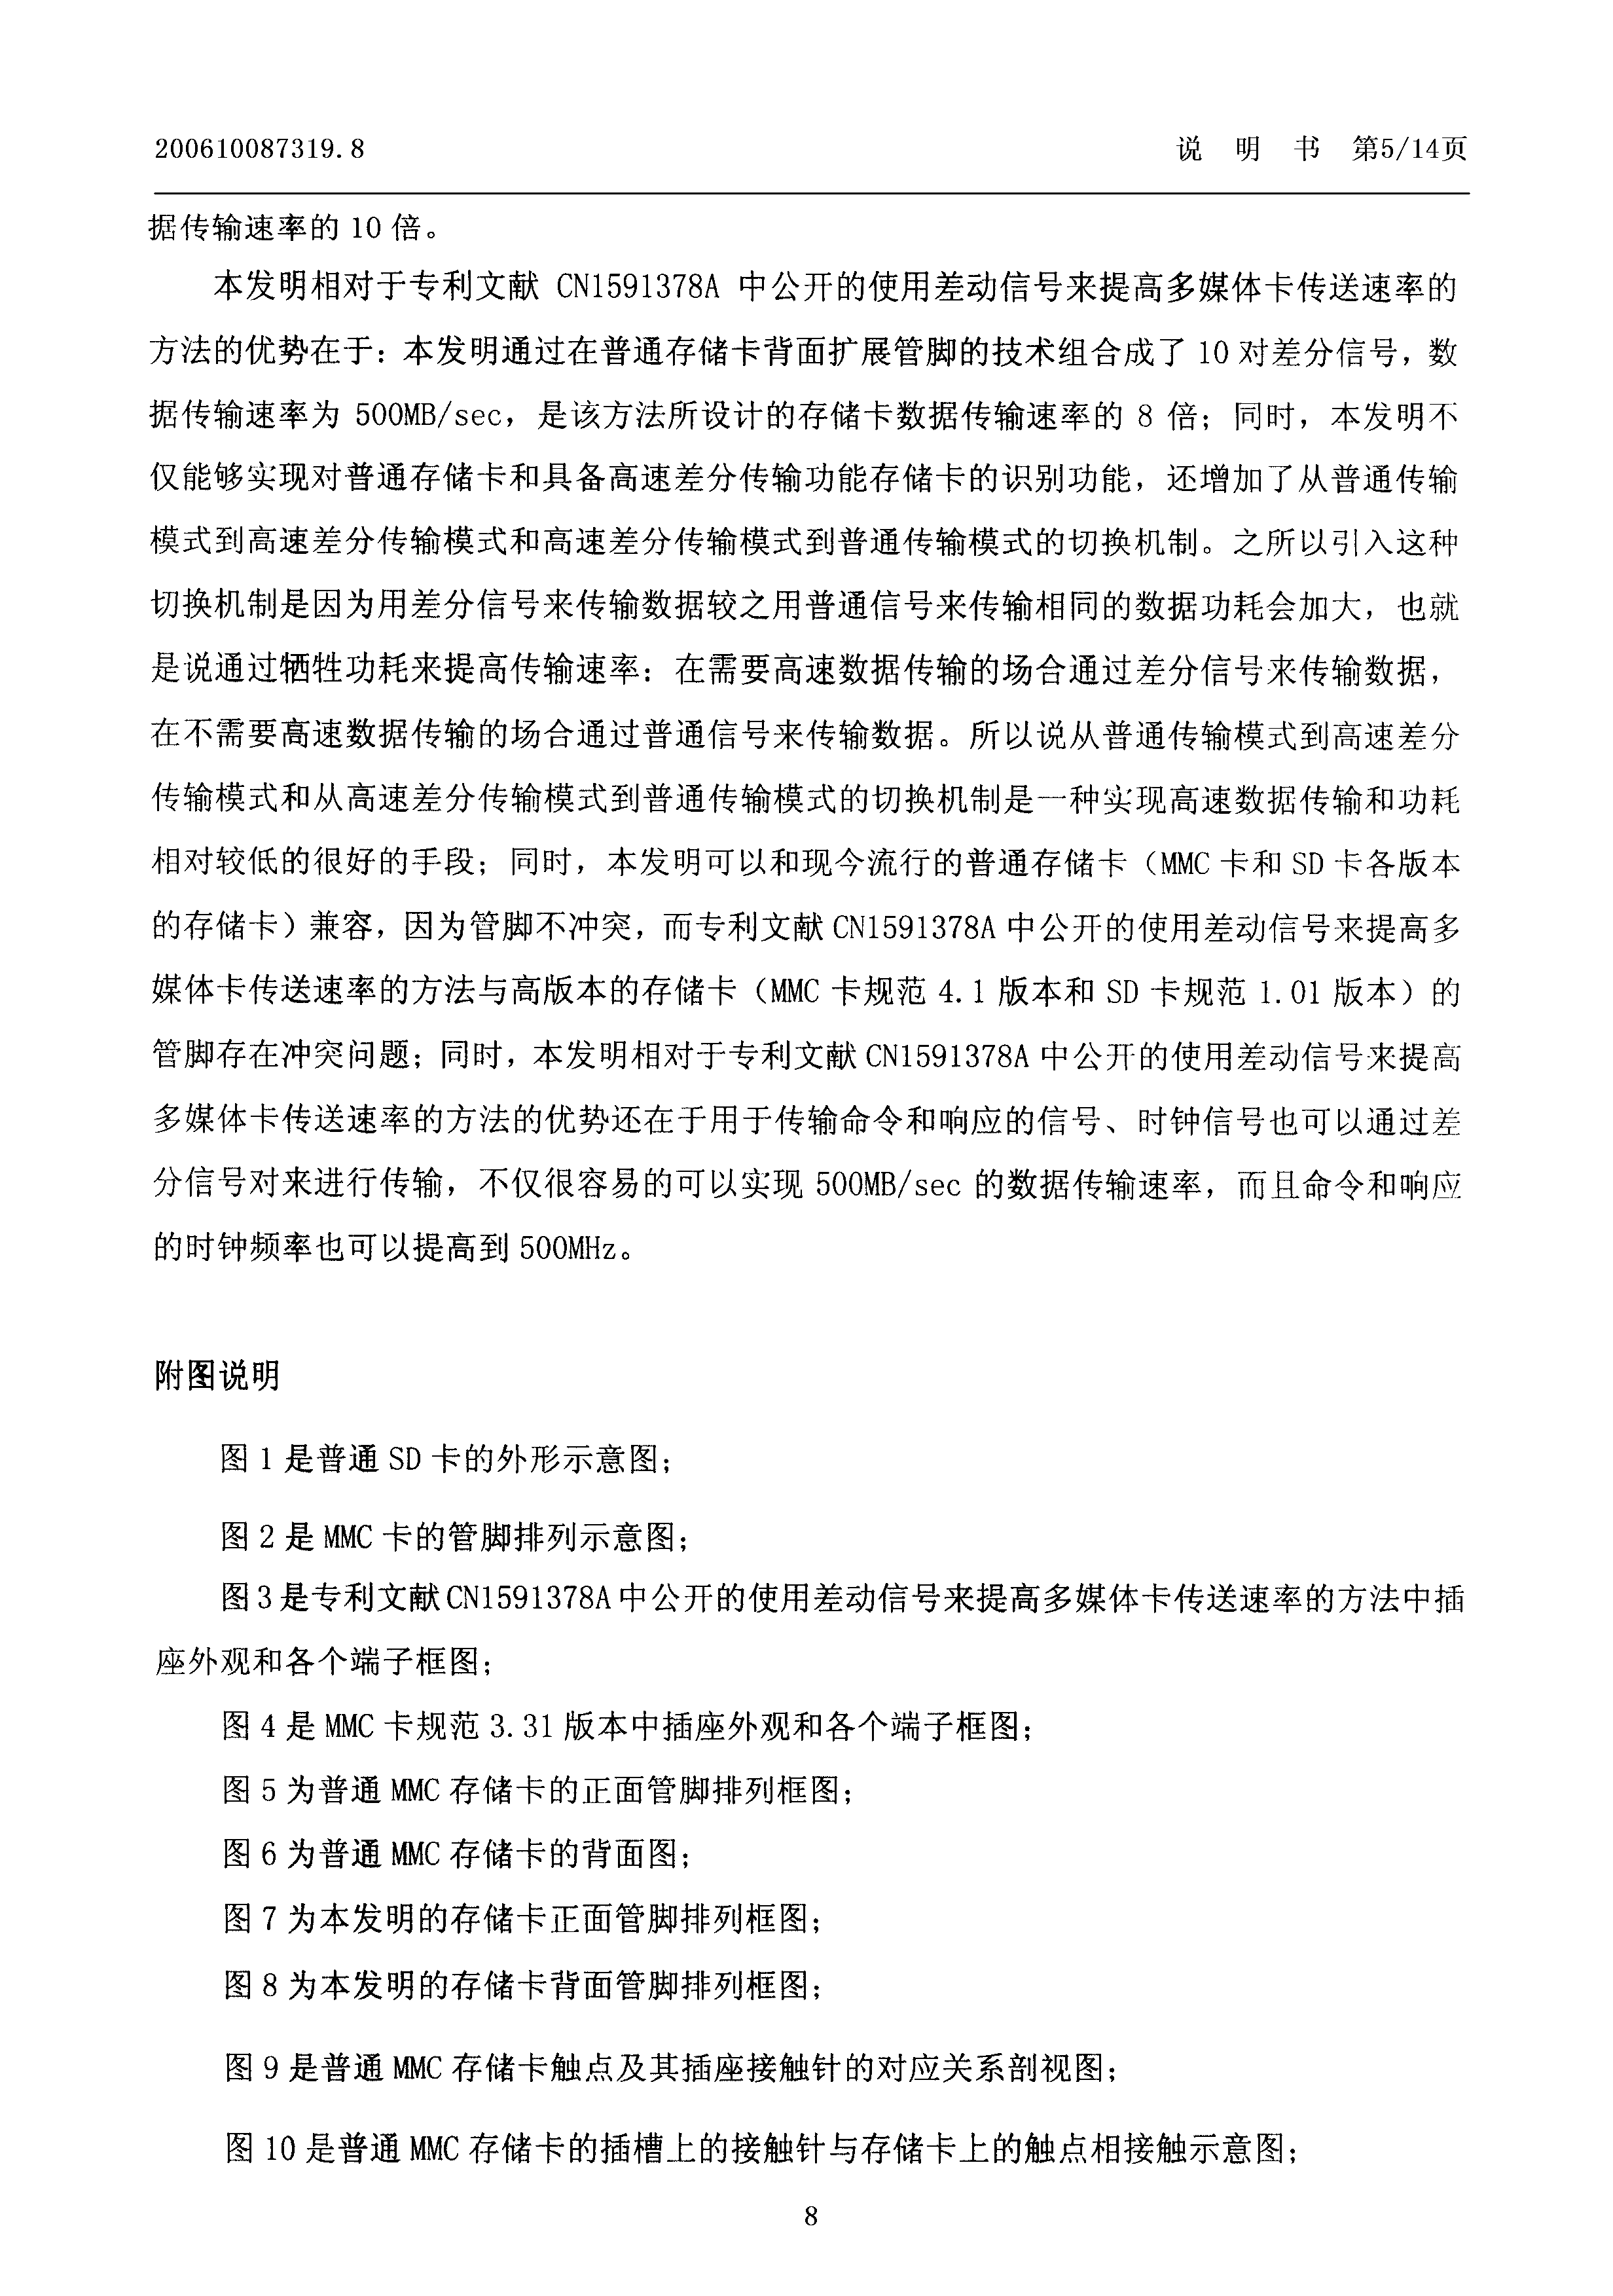 200610087319.8 说 明 书 第5/14页
据传输速率的 10 倍。
本发明相对于专利文献 CN1591378A 中公开的使用差动信号来提高多媒体卡传送速率的
方法的优势在于：本发明通过在普通存储卡背面扩展管脚的技术组合成了 10 对差分信号，数
据传输速率为 500MB/sec，是该方法所设计的存储卡数据传输速率的 8 倍；同时，本发明不
仅能够实现对普通存储卡和具备高速差分传输功能存储卡的识别功能，还增加了从普通传输
模式到高速差分传输模式和高速差分传输模式到普通传输模式的切换机制。之所以引入这种
切换机制是因为用差分信号来传输数据较之用普通信号来传输相同的数据功耗会加大，也就
是说通过牺牲功耗来提高传输速率：在需要高速数据传输的场合通过差分信号来传输数据，
在不需要高速数据传输的场合通过普通信号来传输数据。所以说从普通传输模式到高速差分
传输模式和从高速差分传输模式到普通传输模式的切换机制是一种实现高速数据传输和功耗
相对较低的很好的手段；同时，本发明可以和现今流行的普通存储卡（MMC 卡和 SD 卡各版本
的存储卡）兼容，因为管脚不冲突，而专利文献 CN1591378A 中公开的使用差动信号来提高多
媒体卡传送速率的方法与高版本的存储卡（MMC 卡规范 4.1 版本和 SD 卡规范 1.01 版本）的
管脚存在冲突问题；同时，本发明相对于专利文献 CN1591378A 中公开的使用差动信号来提高
多媒体卡传送速率的方法的优势还在于用于传输命令和响应的信号、时钟信号也可以通过差
分信号对来进行传输，不仅很容易的可以实现 500MB/sec 的数据传输速率，而且命令和响应
的时钟频率也可以提高到 500MHz。
附图说明
图 1 是普通 SD 卡的外形示意图；
图 2 是 MMC 卡的管脚排列示意图；
图 3 是专利文献 CN1591378A 中公开的使用差动信号来提高多媒体卡传送速率的方法中插
座外观和各个端子框图；
图 4 是 MMC 卡规范 3.31 版本中插座外观和各个端子框图；
图 5 为普通 MMC 存储卡的正面管脚排列框图；
图 6 为普通 MMC 存储卡的背面图；
图 7 为本发明的存储卡正面管脚排列框图；
图 8 为本发明的存储卡背面管脚排列框图；
图 9 是普通 MMC 存储卡触点及其插座接触针的对应关系剖视图；
图 10 是普通 MMC 存储卡的插槽上的接触针与存储卡上的触点相接触示意图；
8